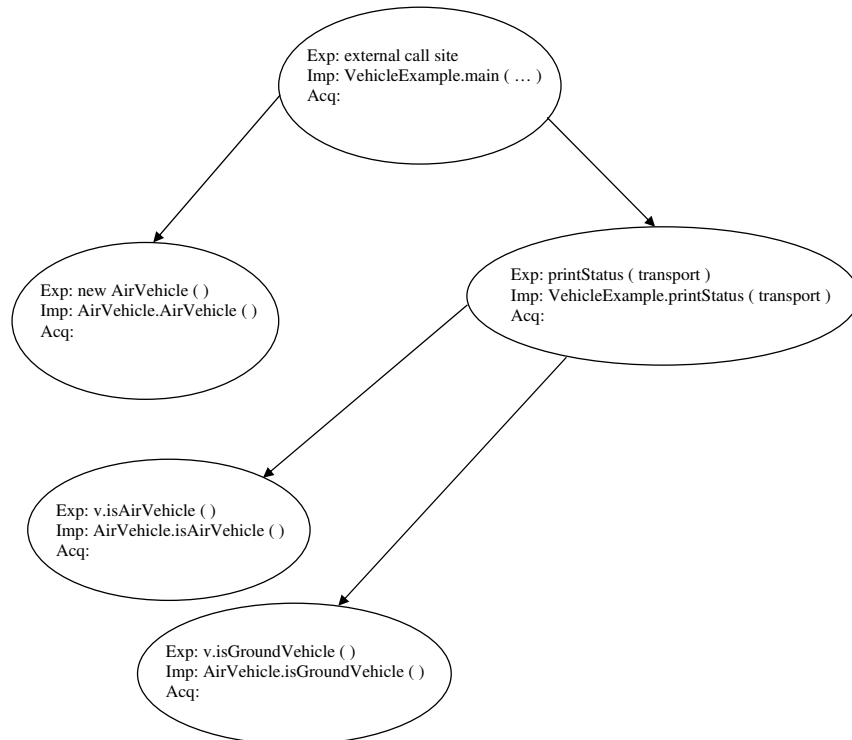 Exp: external call site
Imp: VehicleExample.main ( … )
Acq:
Exp: new AirVehicle ( )
Imp: AirVehicle.AirVehicle ( )
Acq:
Exp: printStatus ( transport )
Imp: VehicleExample.printStatus ( transport )
Acq:
Exp: v.isAirVehicle ( )
Imp: AirVehicle.isAirVehicle ( )
Acq:
Exp: v.isGroundVehicle ( )
Imp: AirVehicle.isGroundVehicle ( )
Acq: